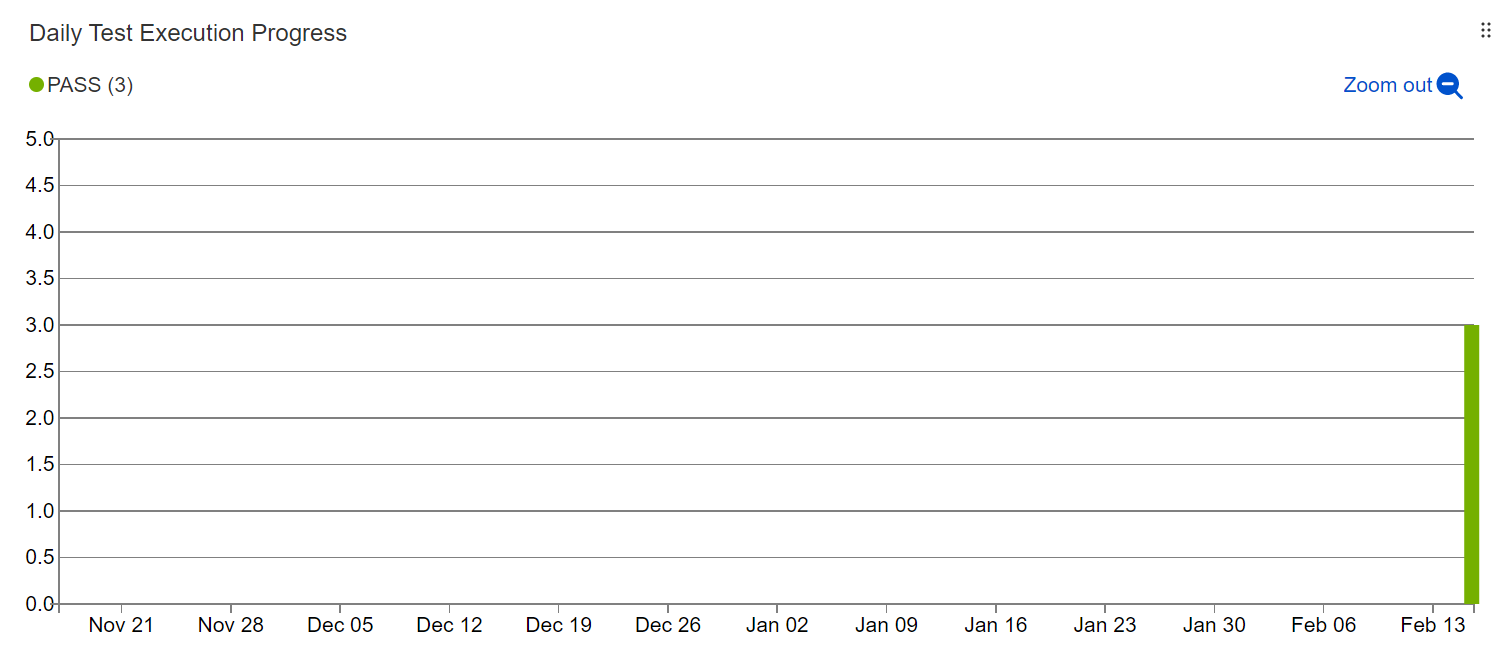 Daily Test Execution Progress
PASS (3)
Zoom out
5.0
4.5
4.0
3.5
3.0
2.5
2.0
1.5
1.0
0.5
0.0
Nov 21 Nov 28 Dec 05 Dec 12 Dec 19 Dec 26 Jan 02 Jan 09 Jan 16 Jan 23 Jan 30 Feb 06 Feb 13